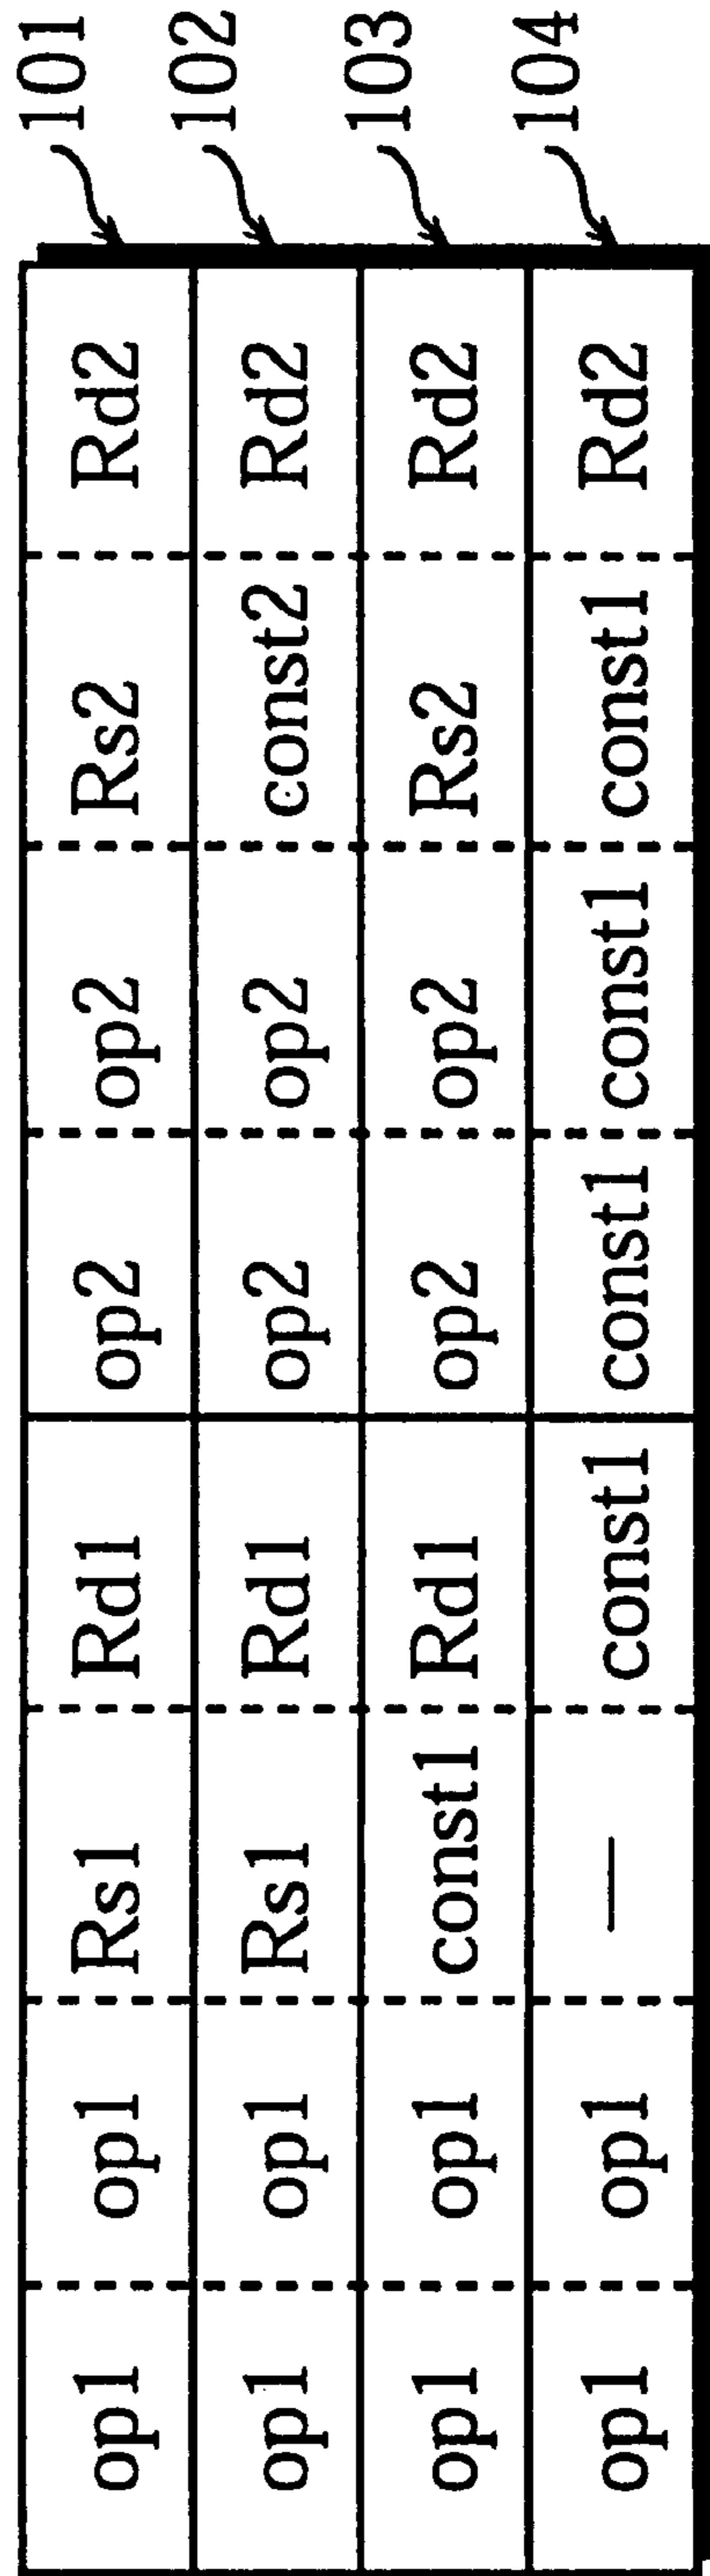 op1 op1 Rs1 Rd1 op2 op2 Rs2 Rd2 101
op1 op1 Rs1 Rd1 op2 op2 const2 Rd2 102
op1 op1 const1 Rd1 op2 op2 Rs2 Rd2 103
op1 op1 — const1 const1 const1 const1 Rd2 104